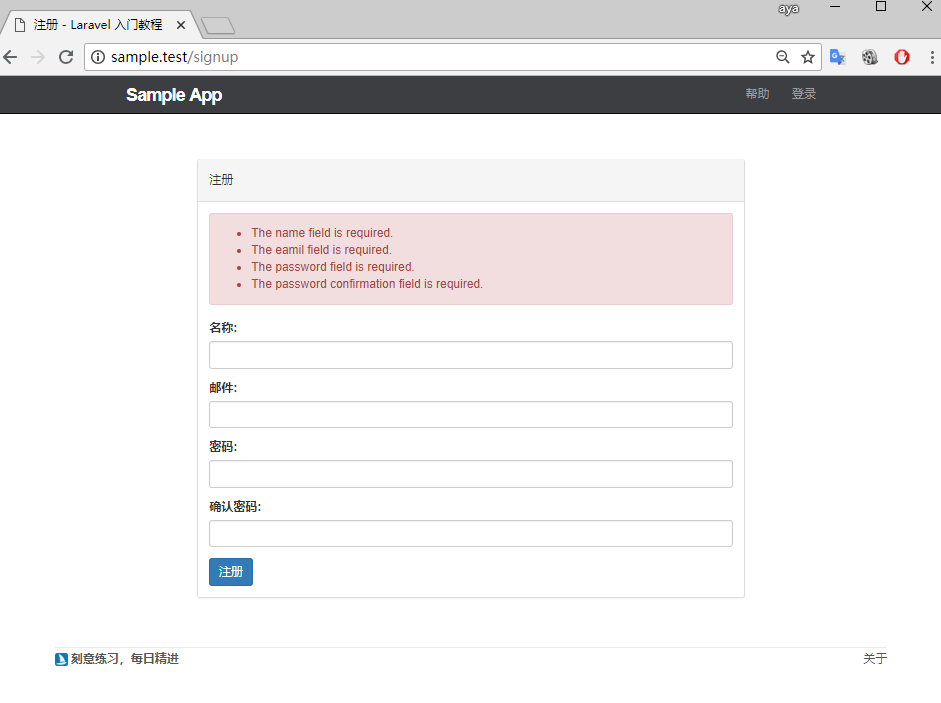 aya
注册 - Laravel 入门教程
sample.test/signup
Sample App
帮助 登录
注册
The name field is required.
The eamil field is required.
The password field is required.
The password confirmation field is required.
名称:
邮件:
密码:
确认密码:
注册
刻意练习，每日精进
关于